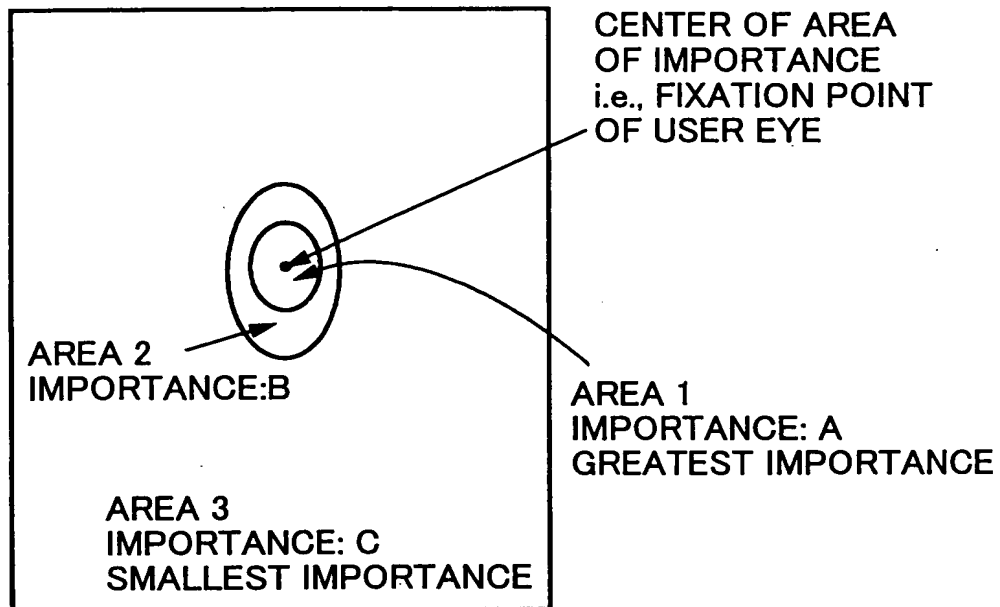 CENTER OF AREA
OF IMPORTANCE
i.e., FIXATION POINT
OF USER EYE
AREA 2
IMPORTANCE:B
AREA 1
IMPORTANCE: A
GREATEST IMPORTANCE
AREA 3
IMPORTANCE: C
SMALLEST IMPORTANCE